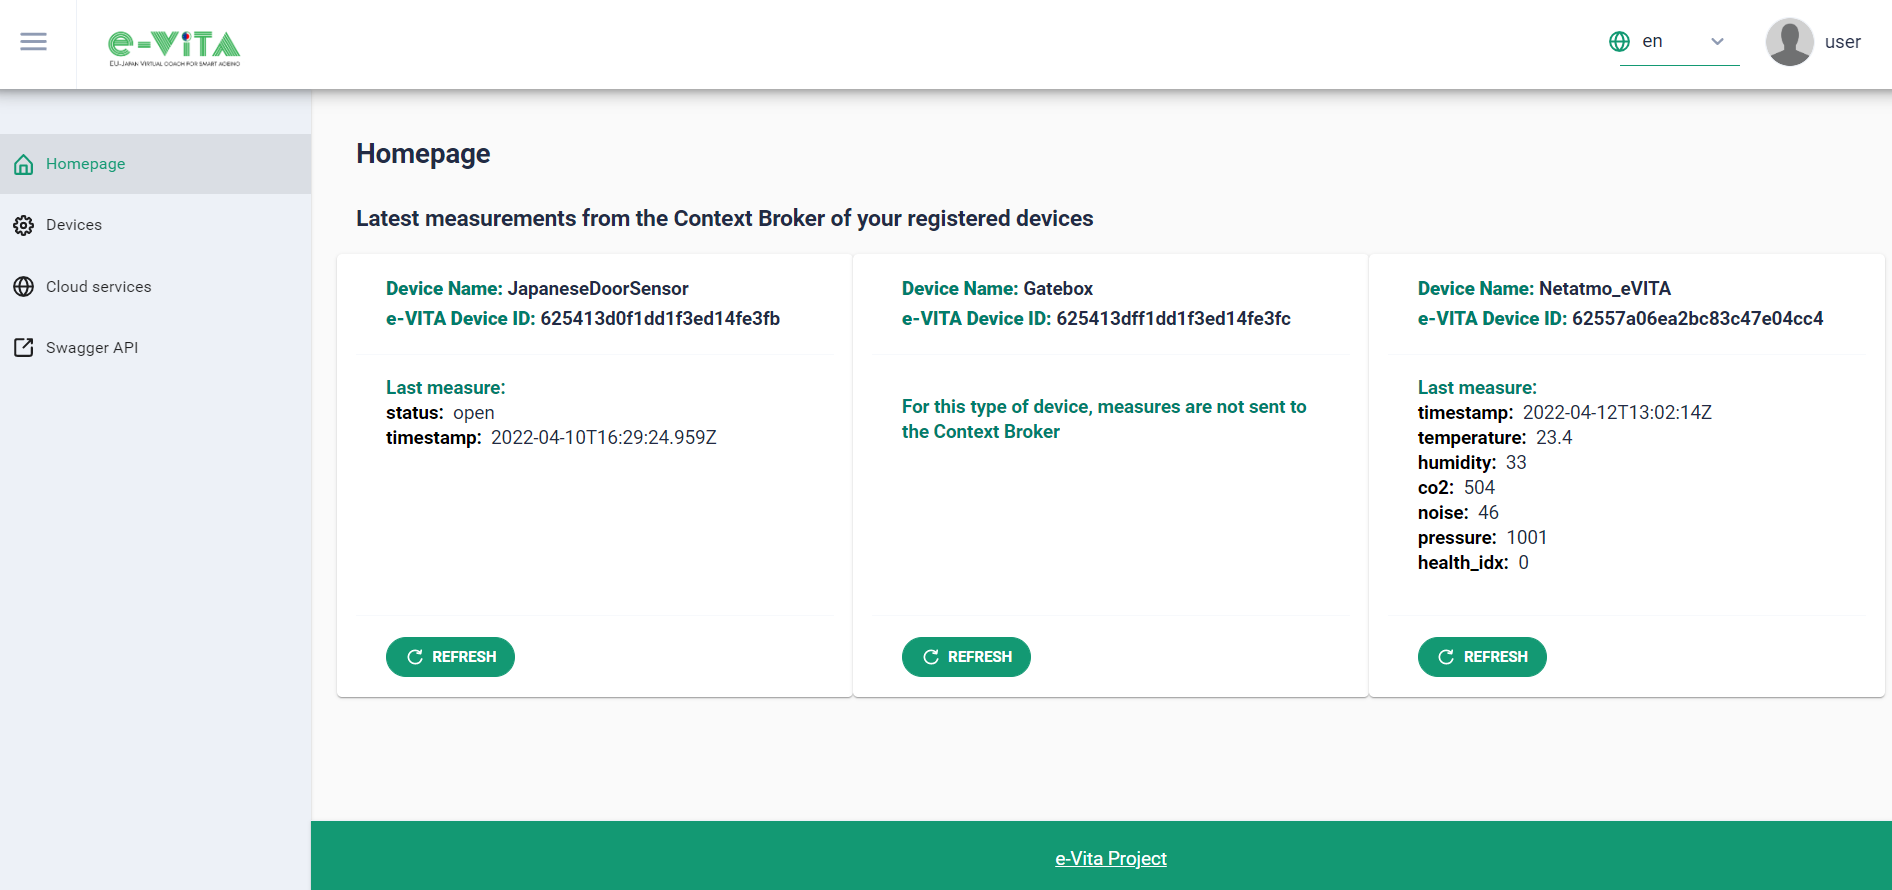 e-ViTA
EU-JAPAN VIRTUAL COACH FOR SMART AGEING
en
user
Homepage
Devices
Cloud services
Swagger API
Homepage
Latest measurements from the Context Broker of your registered devices
Device Name: JapaneseDoorSensor
e-VITA Device ID: 625413d0f1dd1f3ed14fe3fb
Last measure:
status: open
timestamp: 2022-04-10T16:29:24.959Z
REFRESH
Device Name: Gatebox
e-VITA Device ID: 625413dff1dd1f3ed14fe3fc
For this type of device, measures are not sent to
the Context Broker
REFRESH
Device Name: Netatmo_eVITA
e-VITA Device ID: 62557a06ea2bc83c47e04cc4
Last measure:
timestamp: 2022-04-12T13:02:14Z
temperature: 23.4
humidity: 33
co2: 504
noise: 46
pressure: 1001
health_idx: 0
REFRESH
e-Vita Project